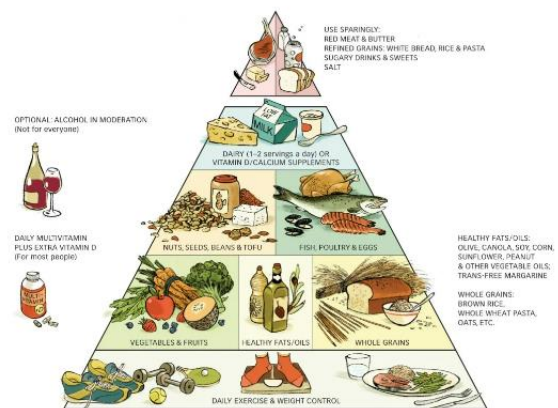 USE SPARINGLY:
RED MEAT & BUTTER
REFINED GRAINS: WHITE BREAD, RICE & PASTA
SUGARY DRINKS & SWEETS
SALT
OPTIONAL: ALCOHOL IN MODERATION
(Not for everyone)
MILK
DAIRY (1–2 servings a day) OR
VITAMIN D/CALCIUM SUPPLEMENTS
DAILY MULTIVITAMIN
PLUS EXTRA VITAMIN D
(For most people)
NUTS, SEEDS, BEANS & TOFU
FISH, POULTRY & EGGS
HEALTHY FATS/OILS:
OLIVE, CANOLA, SOY, CORN,
SUNFLOWER, PEANUT
& OTHER VEGETABLE OILS;
TRANS-FREE MARGARINE
WHOLE GRAINS:
BROWN RICE,
WHOLE WHEAT PASTA,
OATS, ETC.
VEGETABLES & FRUITS
HEALTHY FATS/OILS
WHOLE GRAINS
DAILY EXERCISE & WEIGHT CONTROL